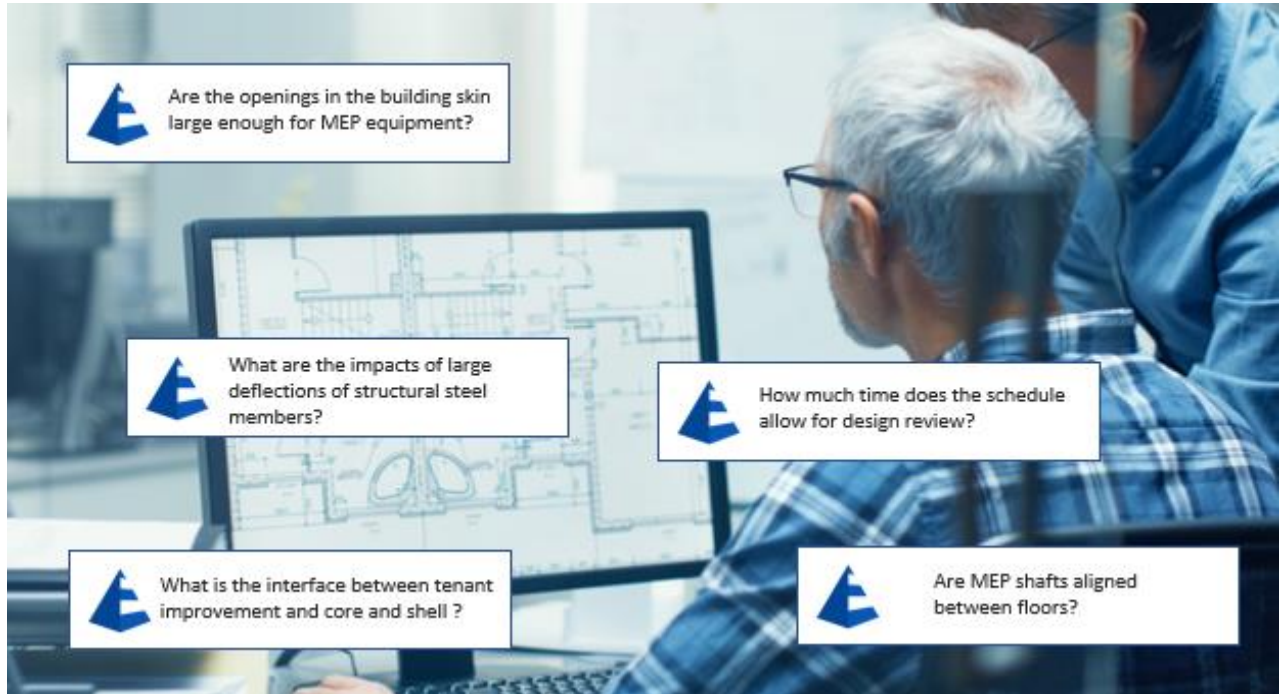 Are the openings in the building skin
large enough for MEP equipment?
What are the impacts of large
deflections of structural steel
members?
How much time does the schedule
allow for design review?
What is the interface between tenant
improvement and core and shell ?
Are MEP shafts aligned
between floors?